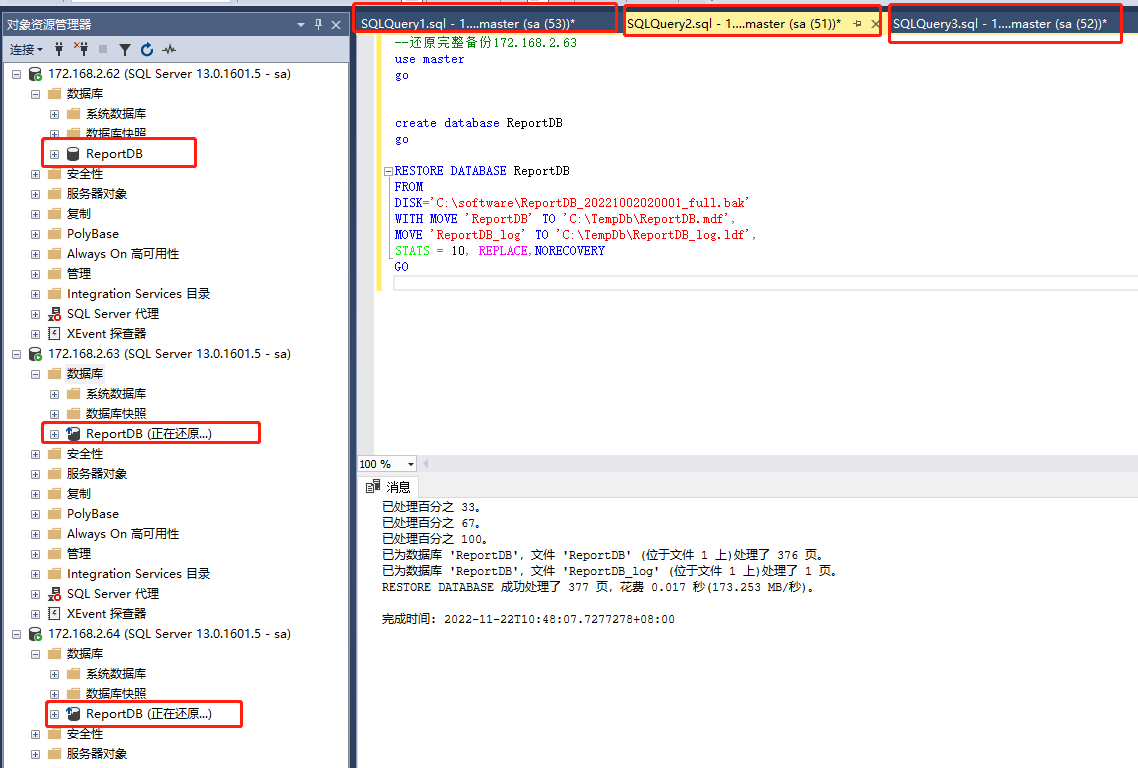 对象资源管理器
连接
172.168.2.62 (SQL Server 13.0.1601.5 - sa)
数据库
系统数据库
数据库快照
ReportDB
安全性
服务器对象
复制
PolyBase
Always On 高可用性
管理
Integration Services 目录
SQL Server 代理
XEvent 探查器
172.168.2.63 (SQL Server 13.0.1601.5 - sa)
数据库
系统数据库
数据库快照
ReportDB (正在还原...)
安全性
服务器对象
复制
PolyBase
Always On 高可用性
管理
Integration Services 目录
SQL Server 代理
XEvent 探查器
172.168.2.64 (SQL Server 13.0.1601.5 - sa)
数据库
系统数据库
数据库快照
ReportDB (正在还原...)
安全性
服务器对象
SQLQuery1.sql - 1....master (sa (53))*
SQLQuery2.sql - 1....master (sa (51))*
SQLQuery3.sql - 1....master (sa (52))*
--还原完整备份172.168.2.63
use master
go
create database ReportDB
go
RESTORE DATABASE ReportDB
FROM
DISK='C:\software\ReportDB_20221002020001_full.bak'
WITH MOVE 'ReportDB' TO 'C:\TempDb\ReportDB.mdf',
MOVE 'ReportDB_log' TO 'C:\TempDb\ReportDB_log.ldf',
STATS = 10, REPLACE,NORECOVERY
GO
100 %
消息
已处理百分之 33。
已处理百分之 67。
已处理百分之 100。
已为数据库 'ReportDB'，文件 'ReportDB' (位于文件 1 上)处理了 376 页。
已为数据库 'ReportDB'，文件 'ReportDB_log' (位于文件 1 上)处理了 1 页。
RESTORE DATABASE 成功处理了 377 页，花费 0.017 秒(173.253 MB/秒)。
完成时间: 2022-11-22T10:48:07.7277278+08:00